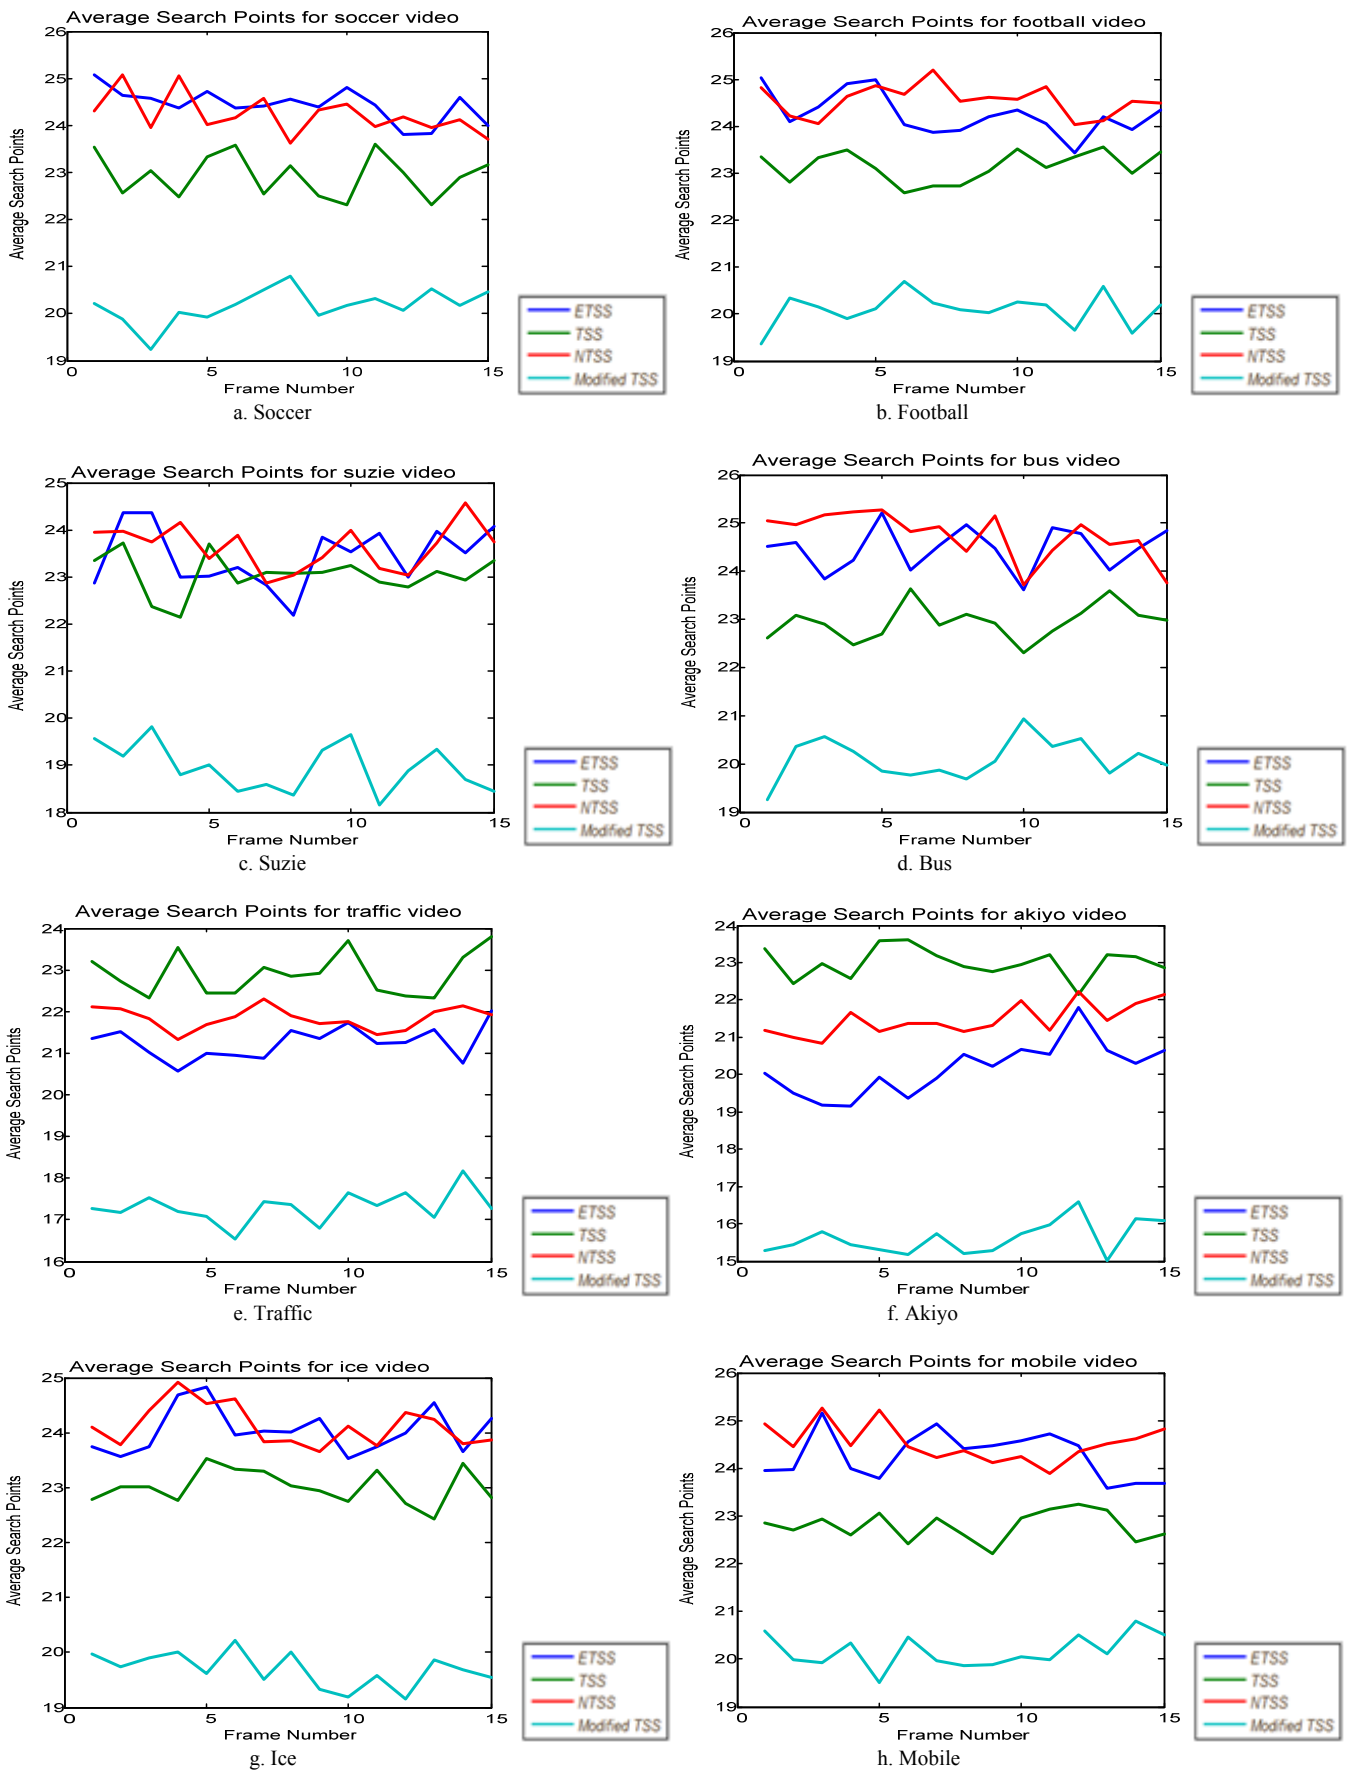 Average Search Points for soccer video
26
25
24
23
22
21
20
19
0
5
10
15
Average Search Points
Frame Number
ETSS
TSS
NTSS
Modified TSS
a. Soccer
Average Search Points for football video
26
25
24
23
22
21
20
19
0
5
10
15
Average Search Points
Frame Number
ETSS
TSS
NTSS
Modified TSS
b. Football
Average Search Points for suzie video
25
24
23
22
21
20
19
18
0
5
10
15
Average Search Points
Frame Number
ETSS
TSS
NTSS
Modified TSS
c. Suzie
Average Search Points for bus video
26
25
24
23
22
21
20
19
0
5
10
15
Average Search Points
Frame Number
ETSS
TSS
NTSS
Modified TSS
d. Bus
Average Search Points for traffic video
24
23
22
21
20
19
18
17
16
0
5
10
15
Average Search Points
Frame Number
ETSS
TSS
NTSS
Modified TSS
e. Traffic
Average Search Points for akiyo video
24
23
22
21
20
19
18
17
16
15
0
5
10
15
Average Search Points
Frame Number
ETSS
TSS
NTSS
Modified TSS
f. Akiyo
Average Search Points for ice video
25
24
23
22
21
20
19
0
5
10
15
Average Search Points
Frame Number
ETSS
TSS
NTSS
Modified TSS
g. Ice
Average Search Points for mobile video
26
25
24
23
22
21
20
19
0
5
10
15
Average Search Points
Frame Number
ETSS
TSS
NTSS
Modified TSS
h. Mobile